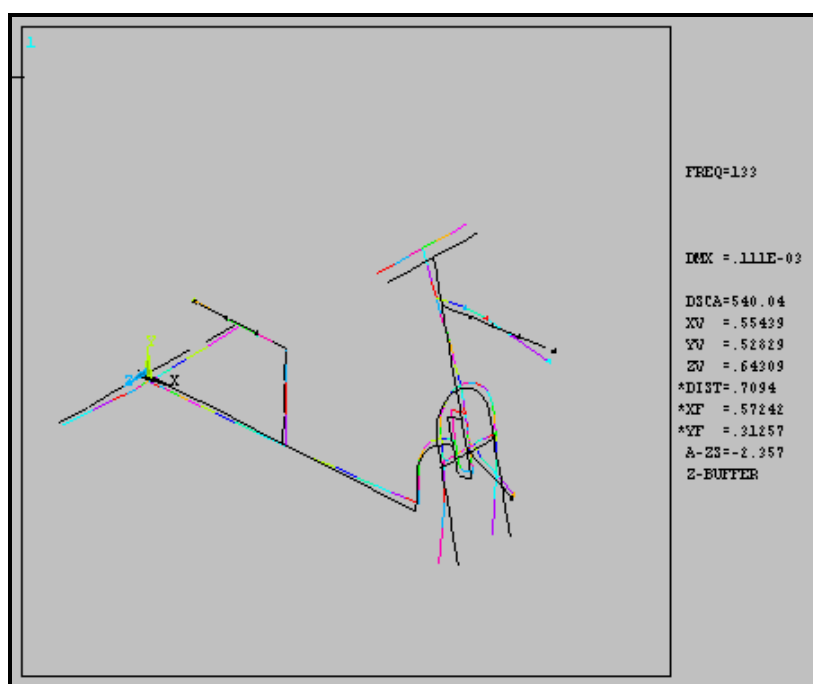 1
FREQ=133
DMX =.111E-03
DSCA=540.04
XV =.55439
YV =.52829
ZV =.64309
*DIST=.7094
*XF =.57242
*YF =.31257
A-ZS=-2.357
Z-BUFFER
Y
Z
X